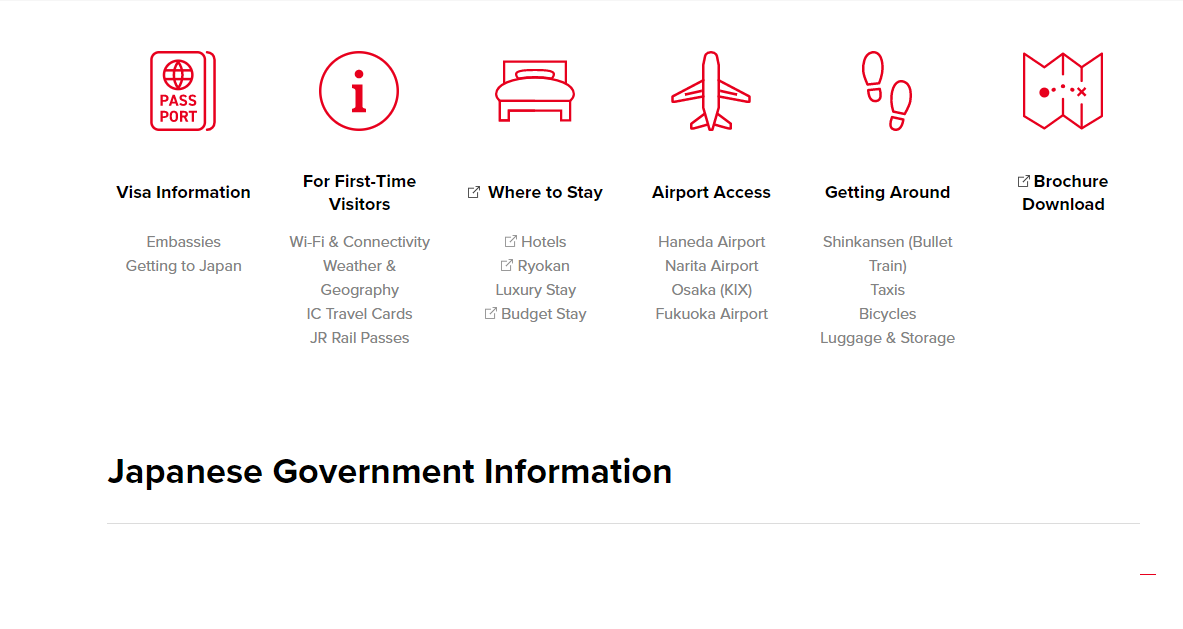 PASS
PORT
i
Visa Information
Embassies
Getting to Japan
For First-Time
Visitors
Wi-Fi & Connectivity
Weather &
Geography
IC Travel Cards
JR Rail Passes
Where to Stay
Hotels
Ryokan
Luxury Stay
Budget Stay
Airport Access
Haneda Airport
Narita Airport
Osaka (KIX)
Fukuoka Airport
Getting Around
Shinkansen (Bullet
Train)
Taxis
Bicycles
Luggage & Storage
Brochure
Download
Japanese Government Information